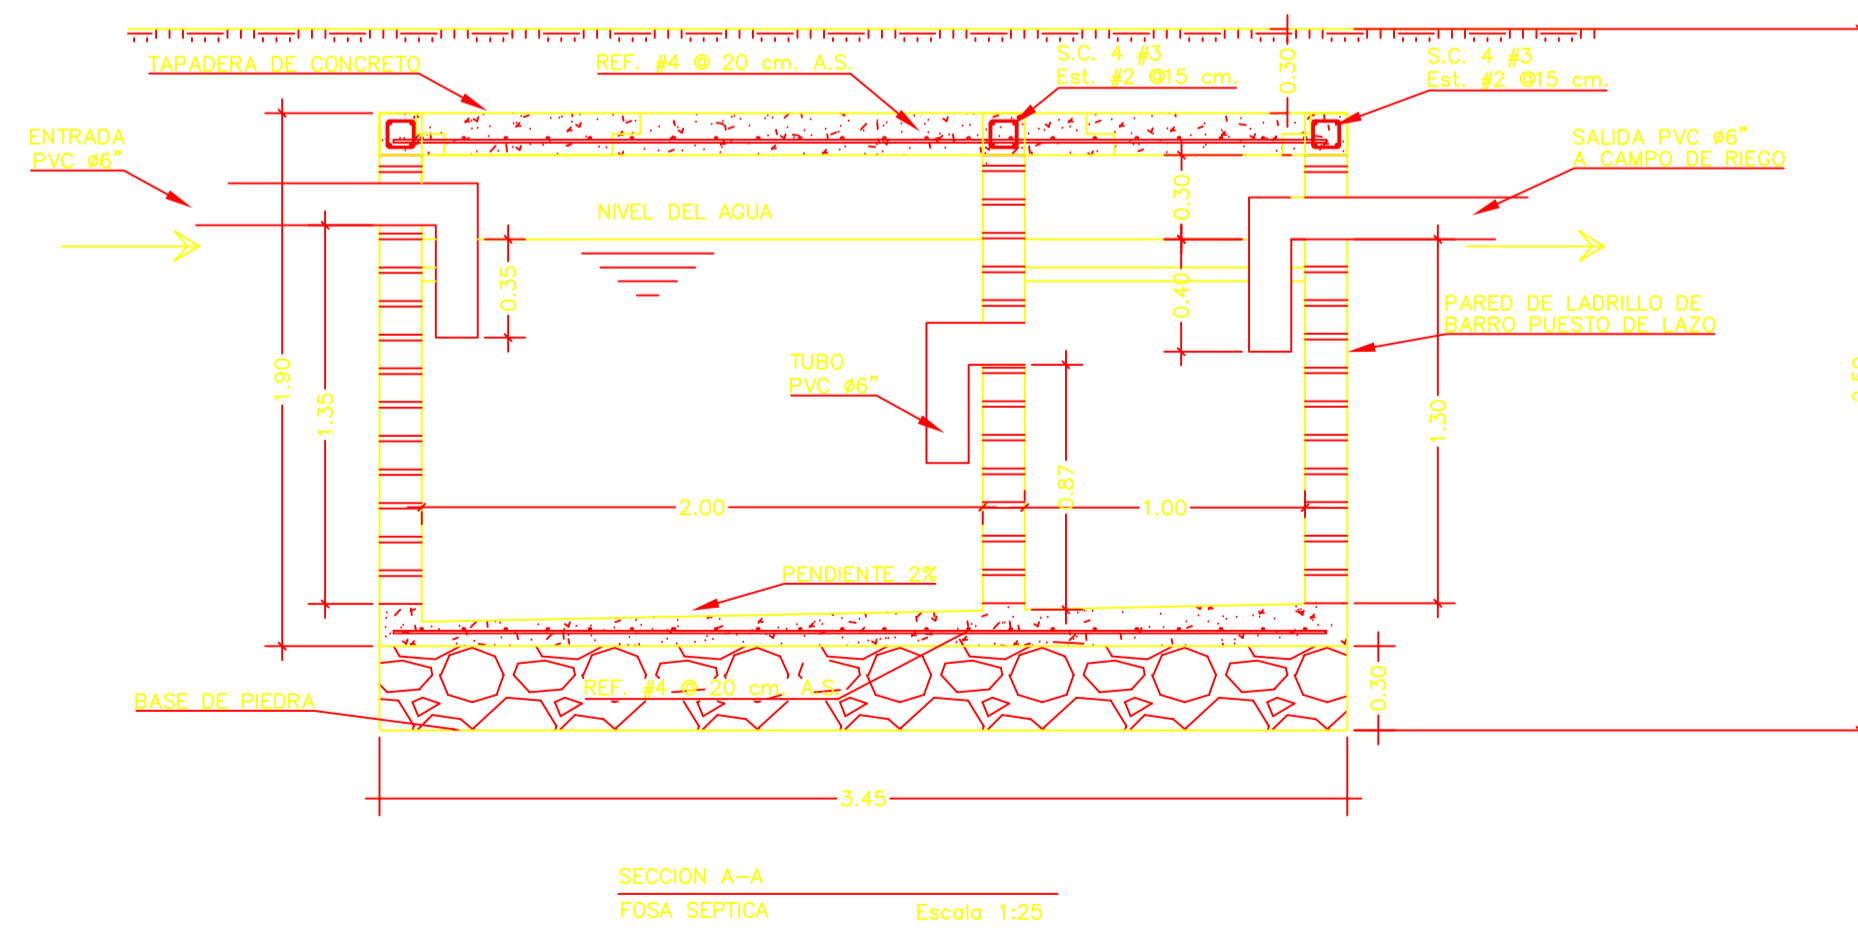 TAPADERA DE CONCRETO
REF. #4 @ 20 cm. A.S.
S.C. 4 #3
Est. #2 @15 cm.
0.30
S.C. 4 #3
Est. #2 @15 cm.
ENTRADA
PVC ø6"
SALIDA PVC ø6"
A CAMPO DE RIEGO
NIVEL DEL AGUA
0.30
0.35
0.40
PARED DE LADRILLO DE
BARRO PUESTO DE LAZO
1.90
1.35
TUBO
PVC ø6"
1.30
0.87
2.00
1.00
PENDIENTE 2%
REF. #4 @ 20 cm. A.S.
BASE DE PIEDRA
0.30
3.45
SECCION A-A
FOSA SEPTICA
Escala 1:25